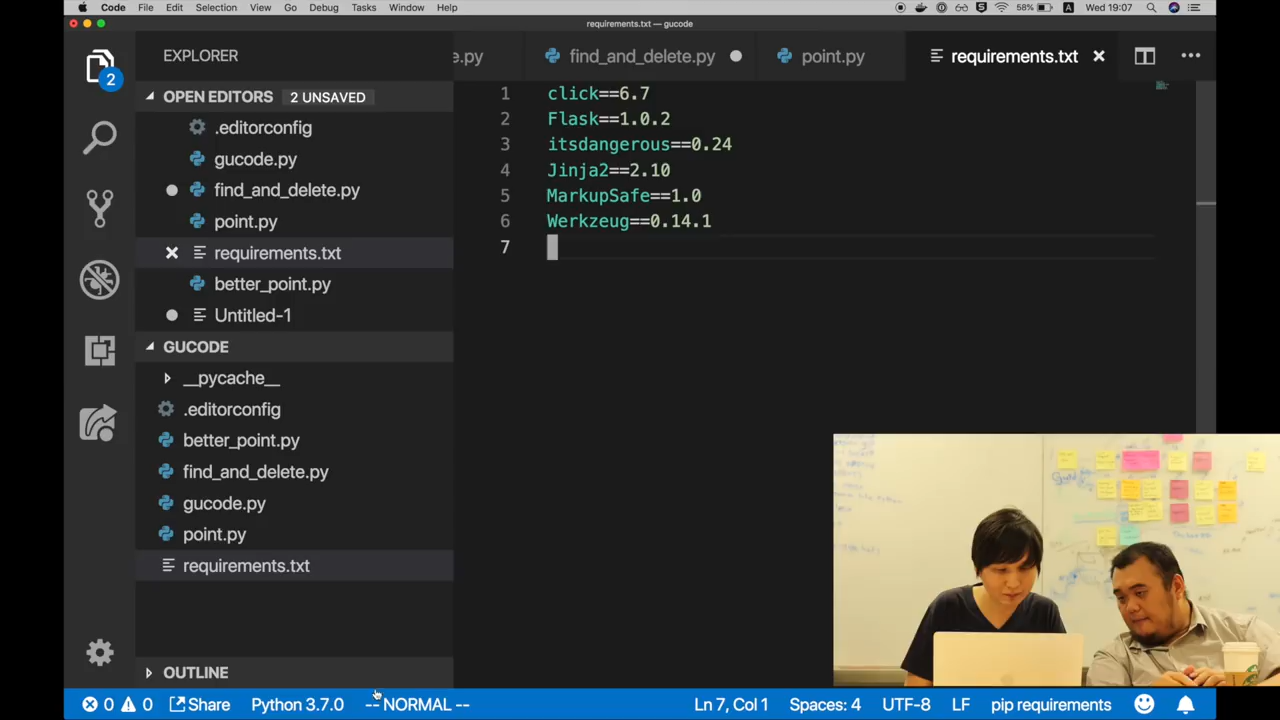 Code File Edit Selection View Go Debug Tasks Window Help 58% A Wed 19:07
requirements.txt — gucode
EXPLORER
e.py find_and_delete.py point.py requirements.txt
2
OPEN EDITORS 2 UNSAVED
.editorconfig
gucode.py
find_and_delete.py
point.py
requirements.txt
better_point.py
Untitled-1
GUCODE
__pycache__
.editorconfig
better_point.py
find_and_delete.py
gucode.py
point.py
requirements.txt
OUTLINE
1 click==6.7
2 Flask==1.0.2
3 itsdangerous==0.24
4 Jinja2==2.10
5 MarkupSafe==1.0
6 Werkzeug==0.14.1
7
0 0 Share Python 3.7.0 -- NORMAL -- Ln 7, Col 1 Spaces: 4 UTF-8 LF pip requirements